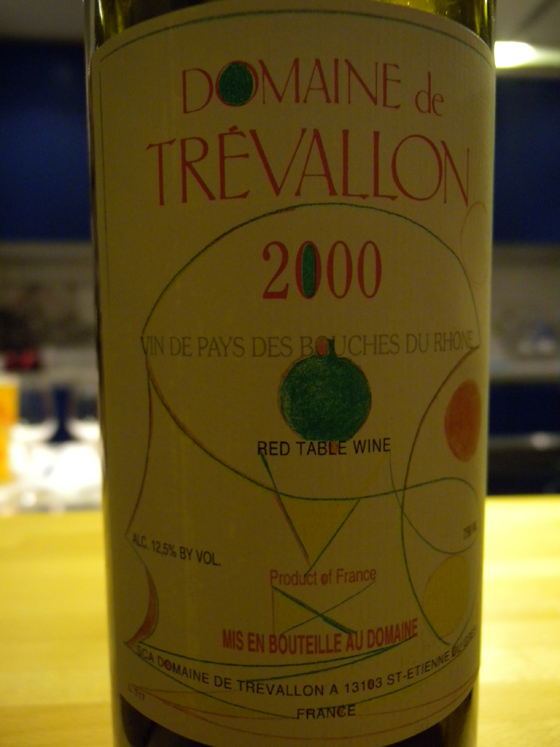 DOMAINE de
TRÉVALLON
2000
VIN DE PAYS DES BOUCHES DU RHONE
RED TABLE WINE
ALC. 12,5% BY VOL.
Product of France
MIS EN BOUTEILLE AU DOMAINE
SCA DOMAINE DE TREVALLON A 13103 ST-ETIENNE
FRANCE